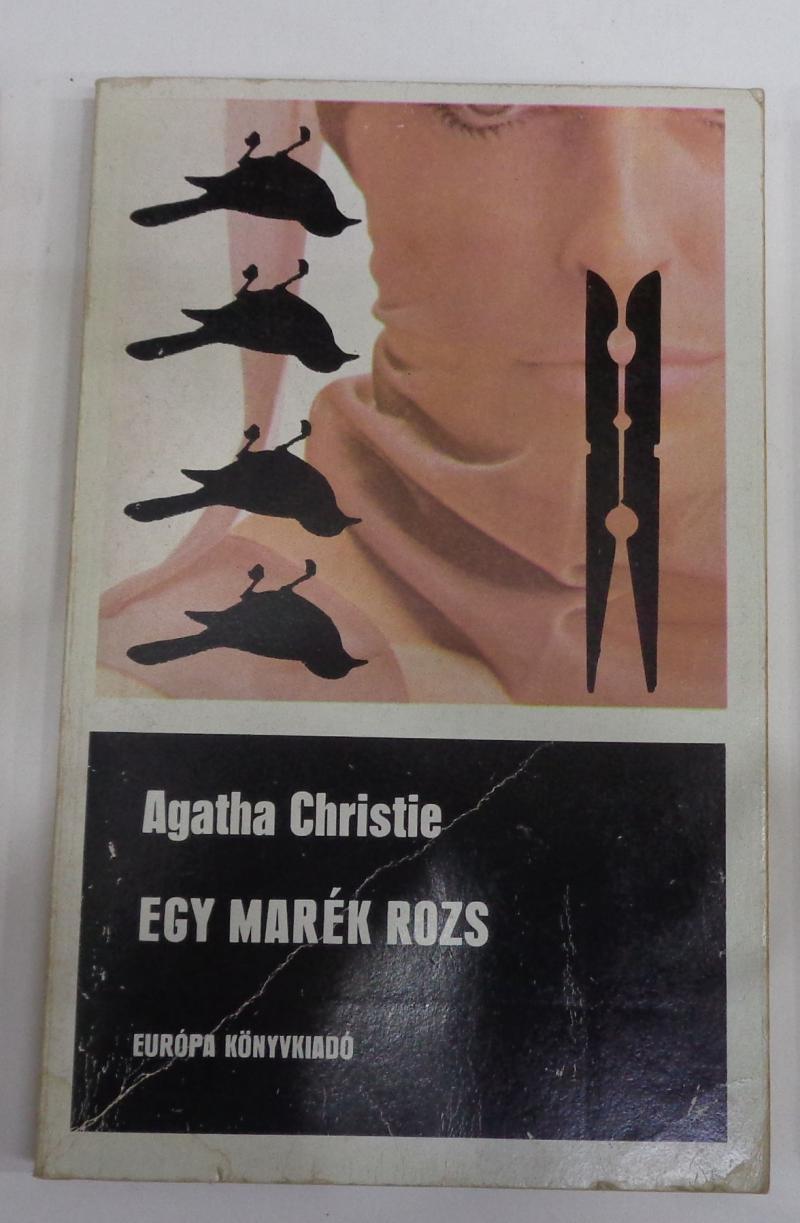 Agatha Christie
EGY MARÉK ROZS
EURÓPA KÖNYVKIADÓ